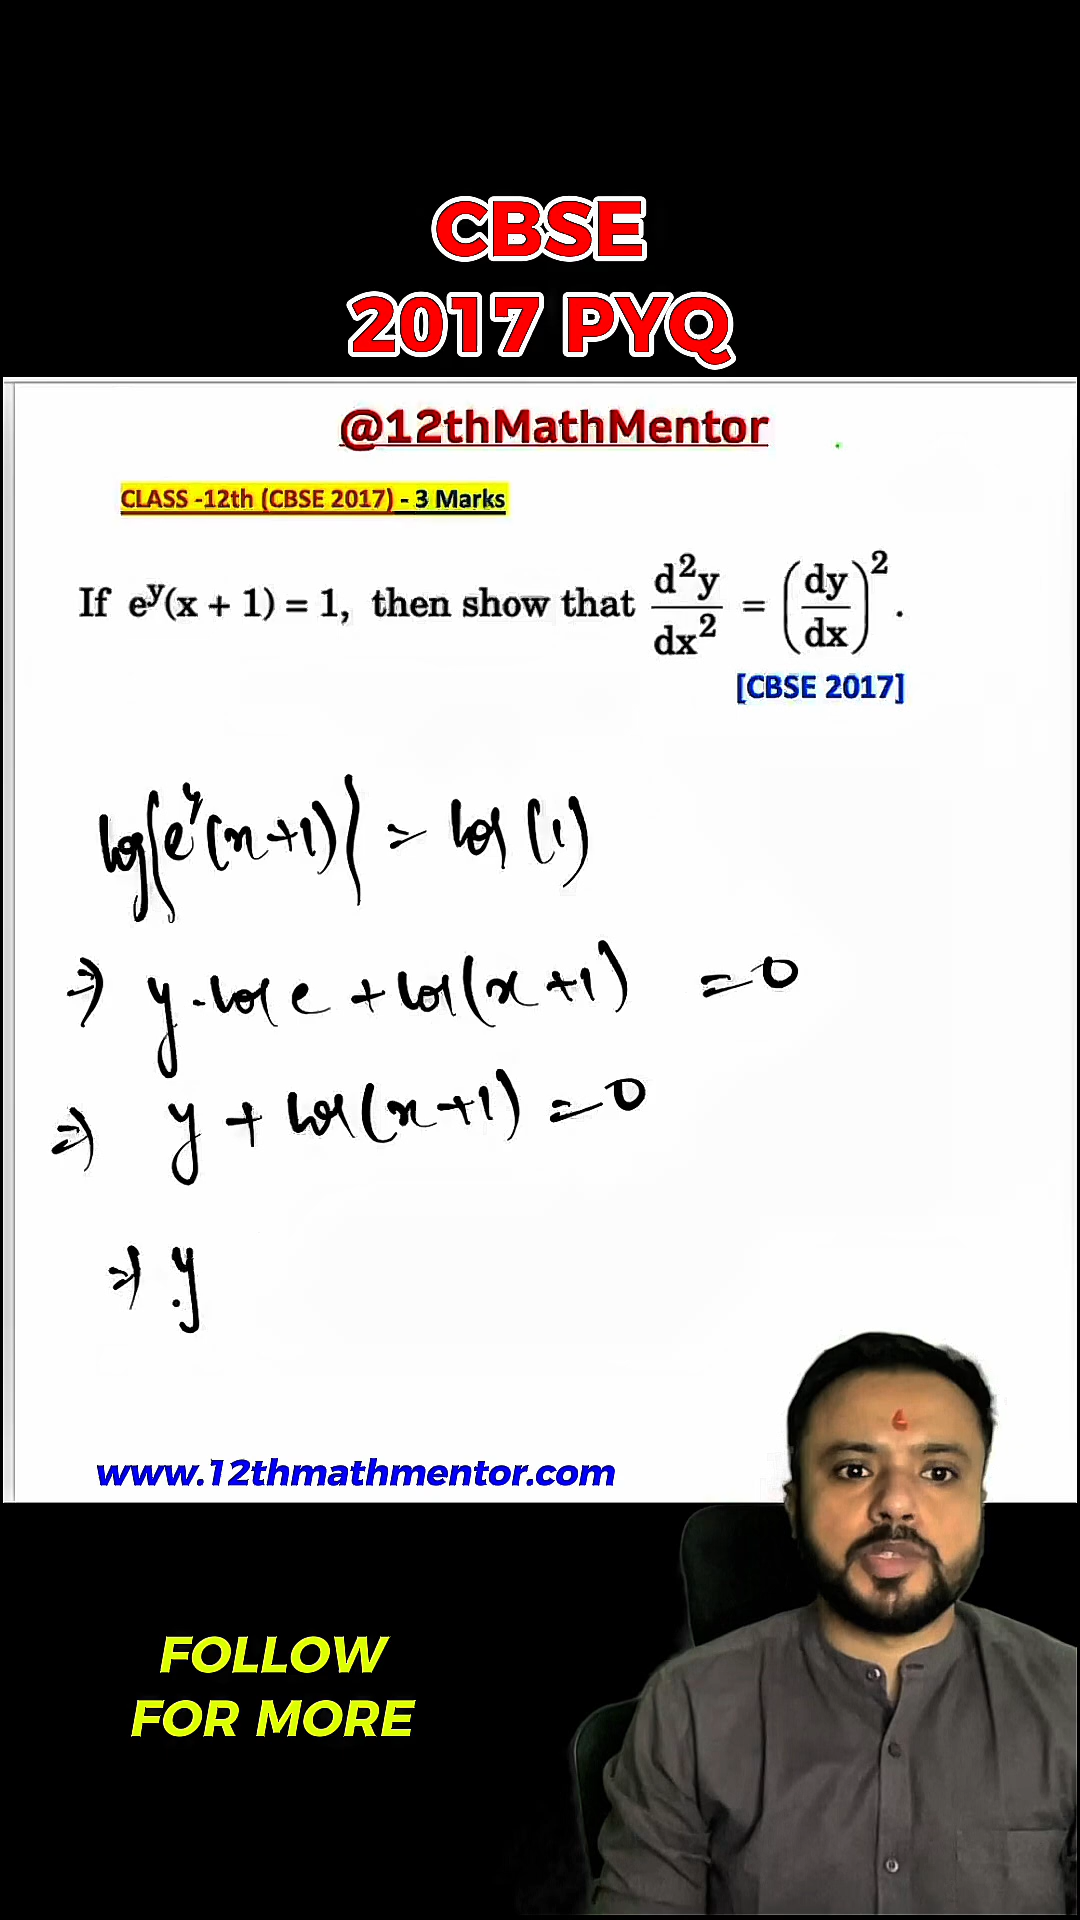 CBSE
2017 PYQ
@12thMathMentor
CLASS -12th (CBSE 2017) - 3 Marks
If e^y(x + 1) = 1, then show that d²y/dx² = (dy/dx)².
[CBSE 2017]
log{e^y(x+1)} = log(1)
⇒ y·log e + log(x+1) = 0
⇒ y + log(x+1) = 0
⇒ y
www.12thmathmentor.com
FOLLOW
FOR MORE